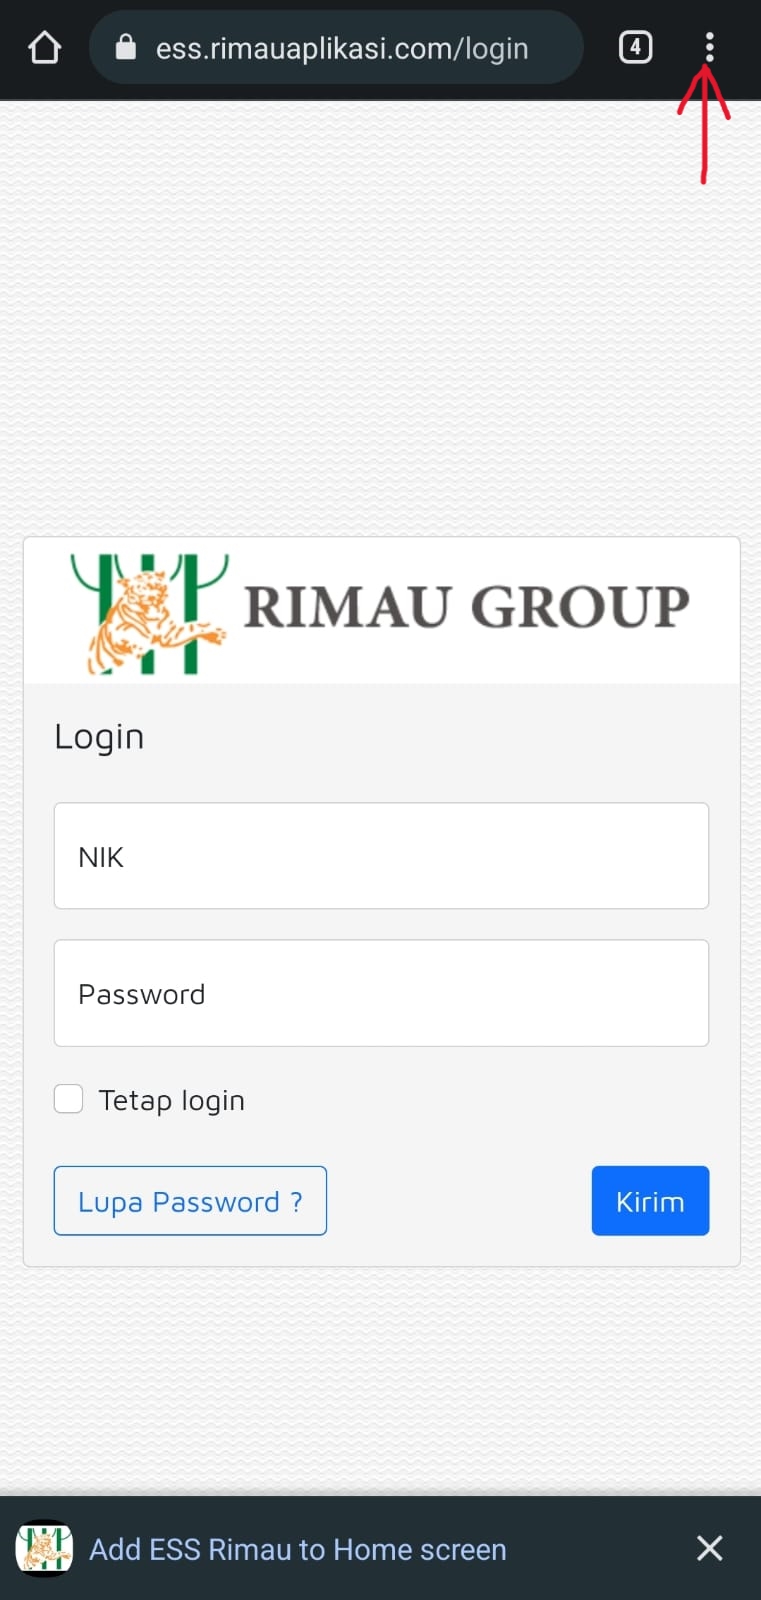 ess.rimauaplikasi.com/login
4
RIMAU GROUP
Login
NIK
Password
Tetap login
Lupa Password ?
Kirim
Add ESS Rimau to Home screen